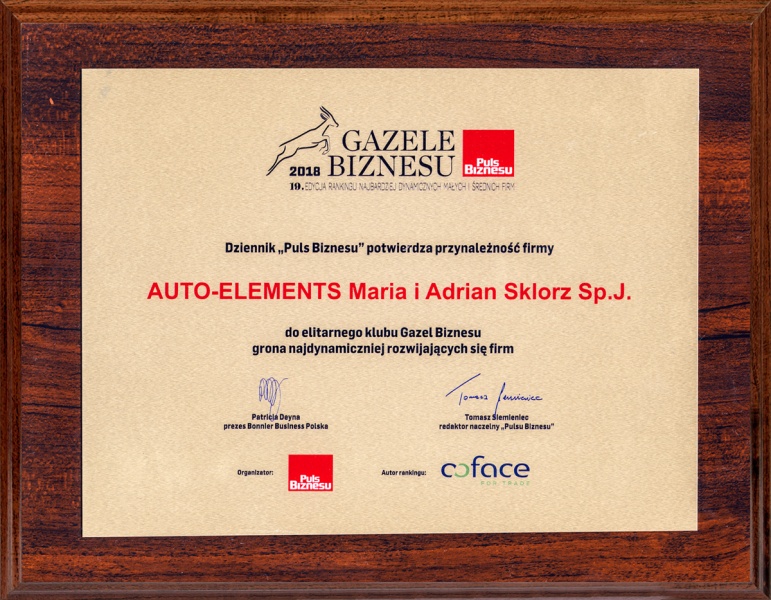 GAZELE
2018 BIZNESU
Puls
Biznesu
19. EDYCJA RANKINGU NAJBARDZIEJ DYNAMICZNYCH MAŁYCH I ŚREDNICH FIRM
Dziennik „Puls Biznesu” potwierdza przynależność firmy
AUTO-ELEMENTS Maria i Adrian Sklorz Sp.J.
do elitarnego klubu Gazel Biznesu
grona najdynamiczniej rozwijających się firm
Tomasz Siemieniec
Patrycja Deyna
prezes Bonnier Business Polska
Tomasz Siemieniec
redaktor naczelny „Pulsu Biznesu”
Organizator:
Puls
Biznesu
Autor rankingu:
coface
FOR TRADE